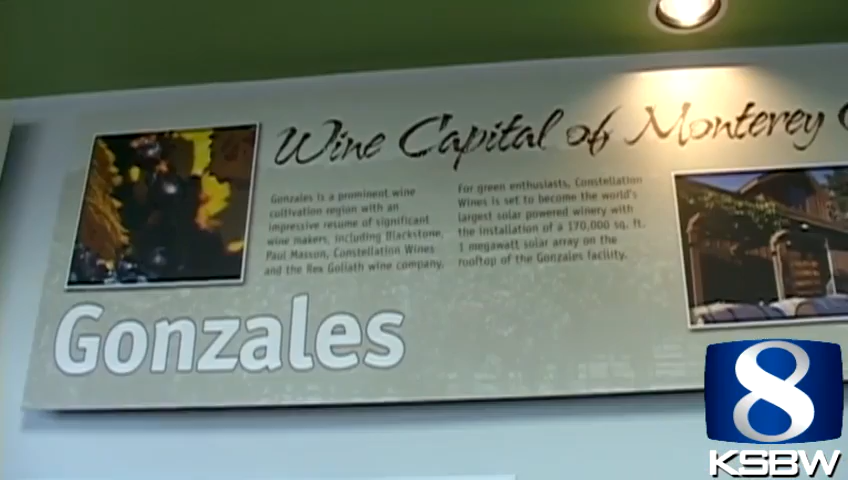 Wine Capital of Monterey
Gonzales is a prominent wine
cultivation region with an
impressive resume of significant
wine makers, including Blackstone,
Paul Masson, Constellation Wines
and the Rex Goliath wine company.
For green enthusiasts, Constellation
Wines is set to become the world's
largest solar powered winery with
the installation of a 170,000 sq. ft.
1 megawatt solar array on the
rooftop of the Gonzales facility.
Gonzales
8
KSBW